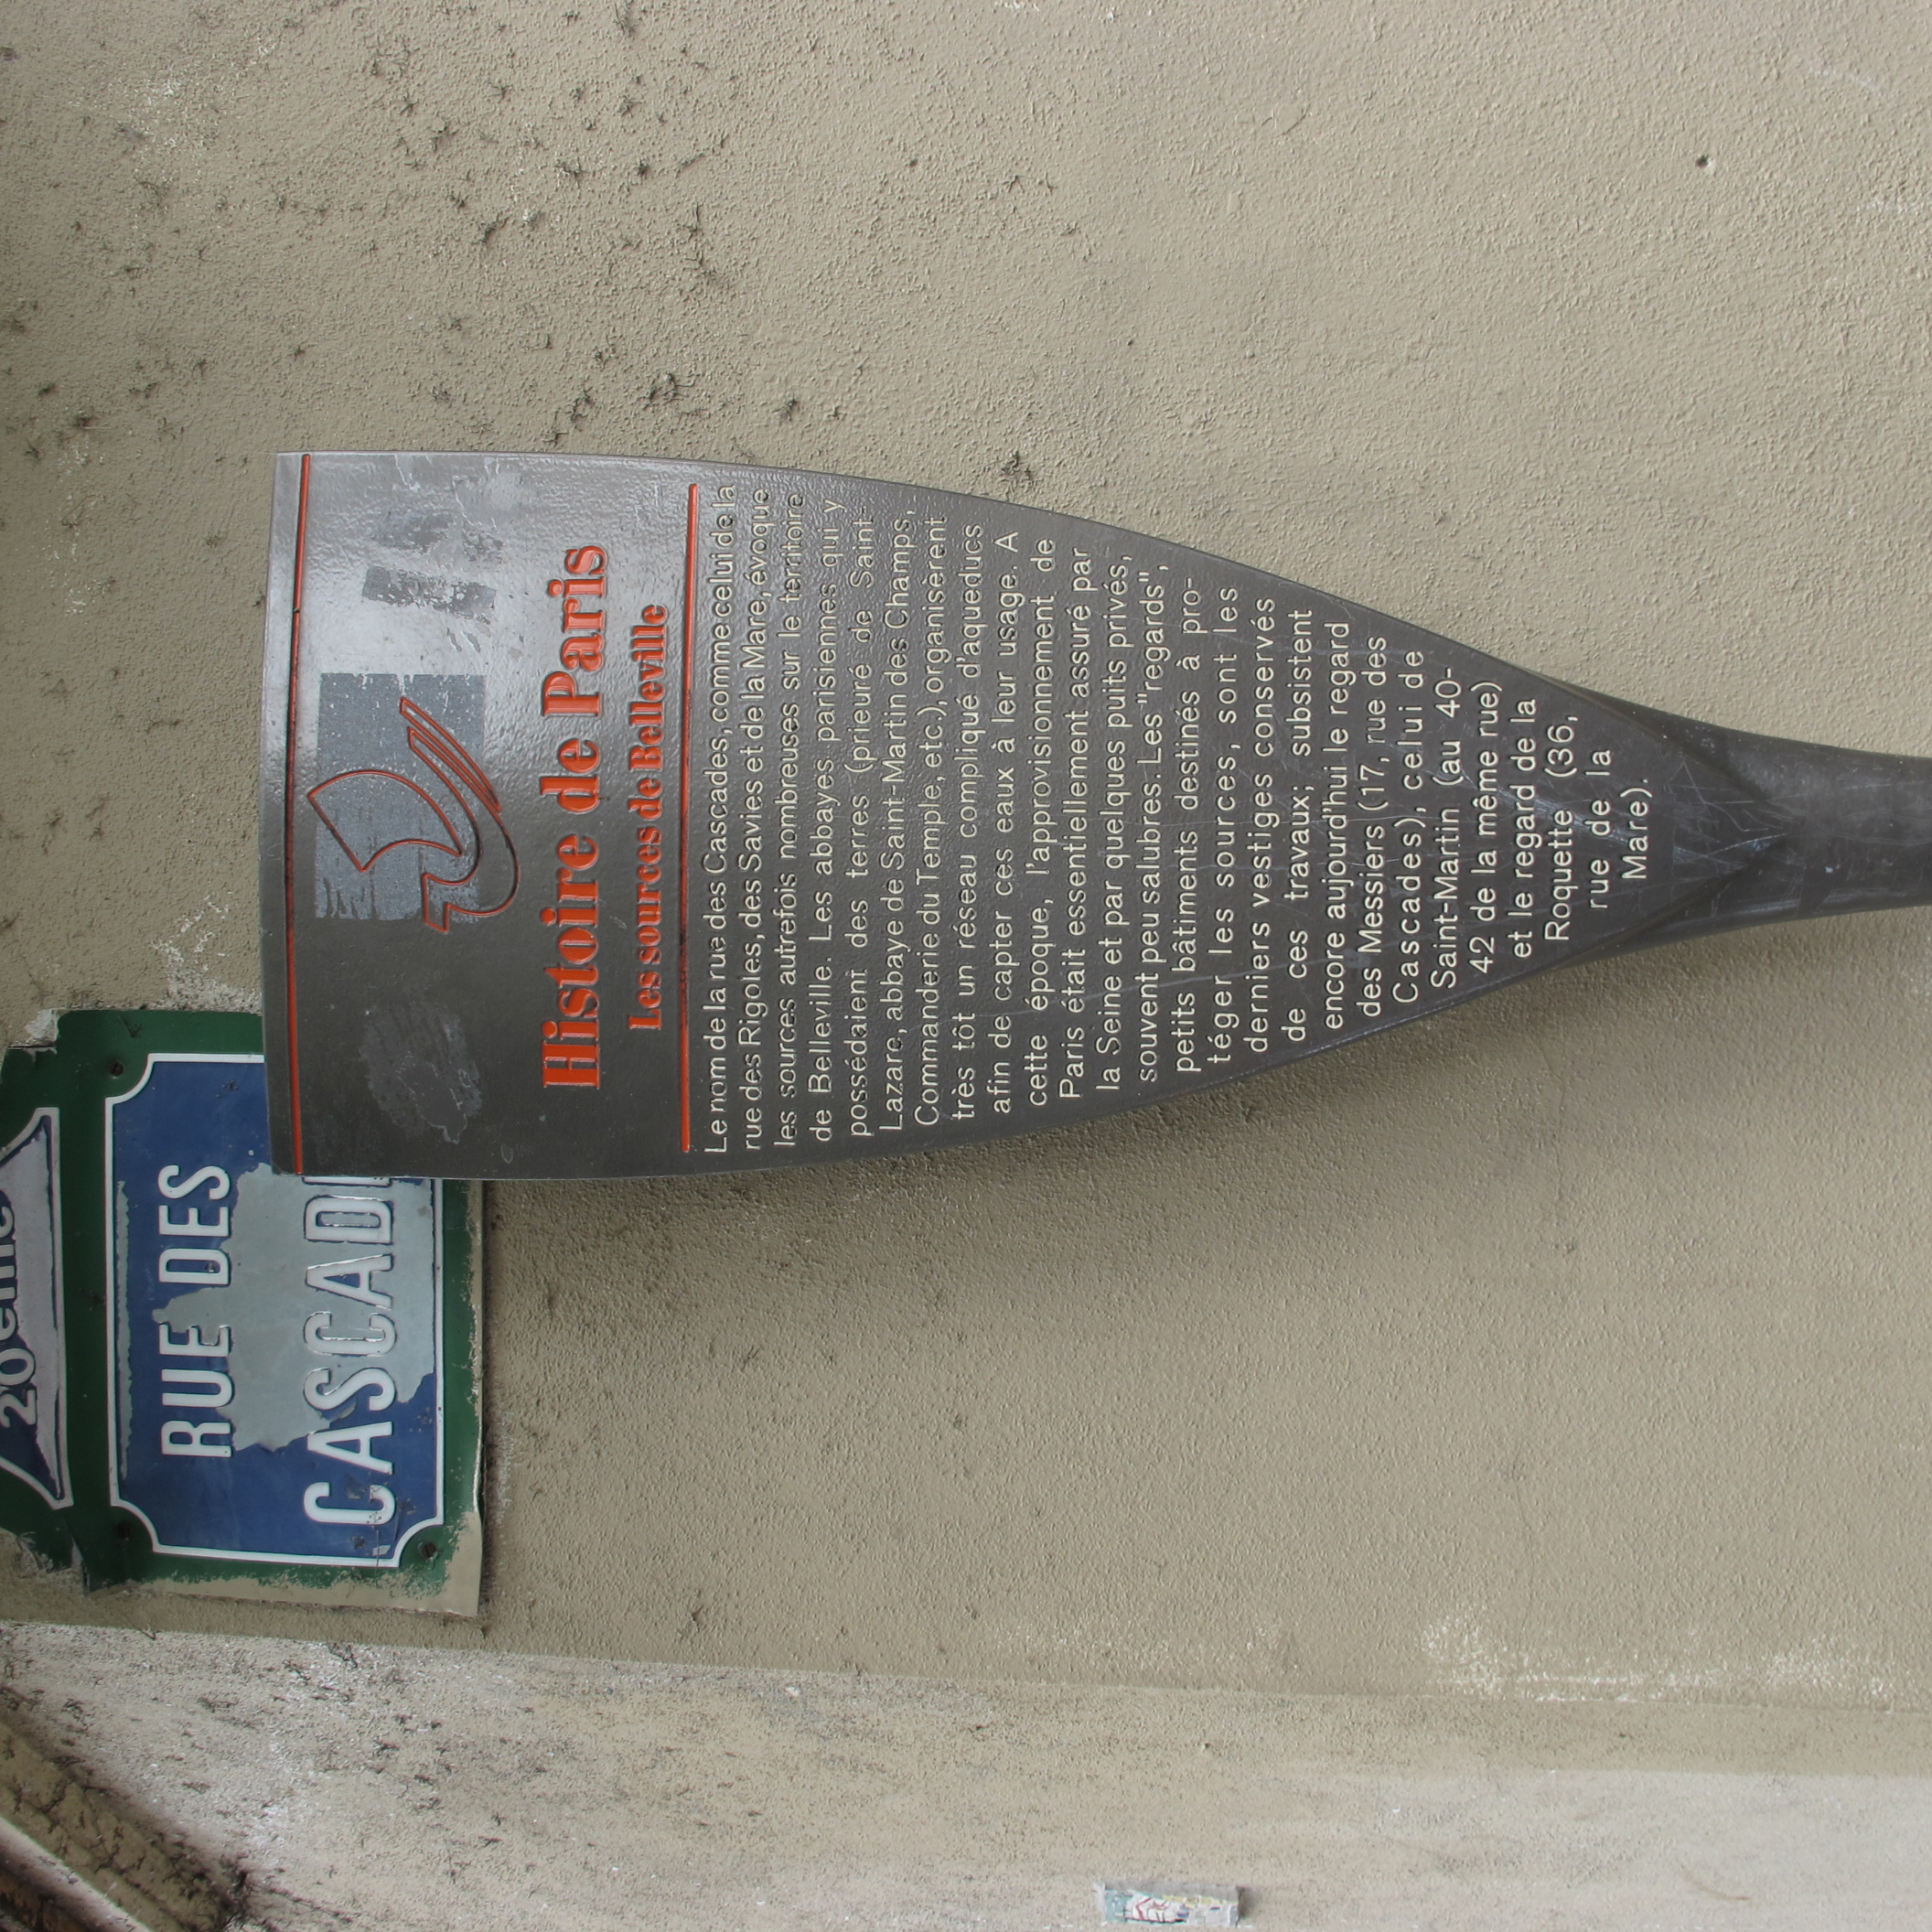 20eme
RUE DES
CASCADE
Histoire de Paris
Les sources de Belleville
Le nom de la rue des Cascades, comme celui de la
rue des Rigoles, des Savies et de la Mare, évoque
les sources autrefois nombreuses sur le territoire
de Belleville. Les abbayes parisiennes qui y
possédaient des terres (prieuré de Saint-
Lazare, abbaye de Saint-Martin des Champs,
Commanderie du Temple, etc.), organisèrent
très tôt un réseau compliqué d'aqueducs
afin de capter ces eaux à leur usage. A
cette époque, l'approvisionnement de
Paris était essentiellement assuré par
la Seine et par quelques puits privés,
souvent peu salubres. Les "regards",
petits bâtiments destinés à pro-
téger les sources, sont les
derniers vestiges conservés
de ces travaux; subsistent
encore aujourd'hui le regard
des Messiers (17, rue des
Cascades), celui de
Saint-Martin (au 40-
42 de la même rue)
et le regard de la
Roquette (36,
rue de la
Mare).